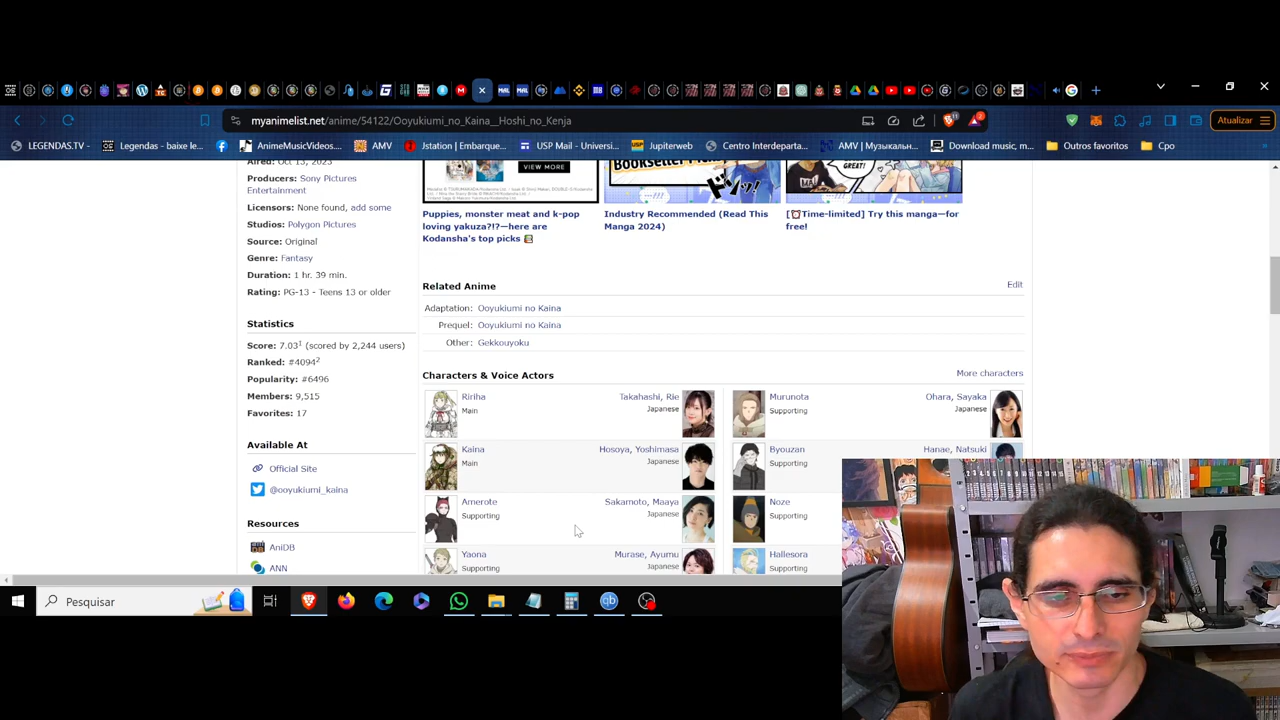 myanimelist.net/anime/54122/Ooyukiumi_no_Kaina__Hoshi_no_Kenja
Atualizar
LEGENDAS.TV -
Legendas - baixe le...
AnimeMusicVideos....
AMV
Jstation | Embarque...
USP Mail - Universi...
Jupiterweb
Centro Interdeparta...
AMV | Музыкальн...
Download music, m...
Outros favoritos
Cpo
Aired: Oct 13, 2023
Producers: Sony Pictures
Entertainment
Licensors: None found, add some
Studios: Polygon Pictures
Source: Original
Genre: Fantasy
Duration: 1 hr. 39 min.
Rating: PG-13 - Teens 13 or older
Statistics
Score: 7.03¹ (scored by 2,244 users)
Ranked: #4094²
Popularity: #6496
Members: 9,515
Favorites: 17
Available At
Official Site
@ooyukiumi_kaina
Resources
AniDB
ANN
VIEW MORE
Puppies, monster meat and k-pop
loving yakuza?!?—here are
Kodansha's top picks
Industry Recommended (Read This
Manga 2024)
GREAT!
[⏰Time-limited] Try this manga—for
free!
Related Anime
Edit
Adaptation: Ooyukiumi no Kaina
Prequel: Ooyukiumi no Kaina
Other: Gekkouyoku
Characters & Voice Actors
More characters
Ririha
Main
Takahashi, Rie
Japanese
Murunota
Supporting
Ohara, Sayaka
Japanese
Kaina
Main
Hosoya, Yoshimasa
Japanese
Byouzan
Supporting
Hanae, Natsuki
Amerote
Supporting
Sakamoto, Maaya
Japanese
Noze
Supporting
Yaona
Supporting
Murase, Ayumu
Japanese
Hallesora
Supporting
Pesquisar